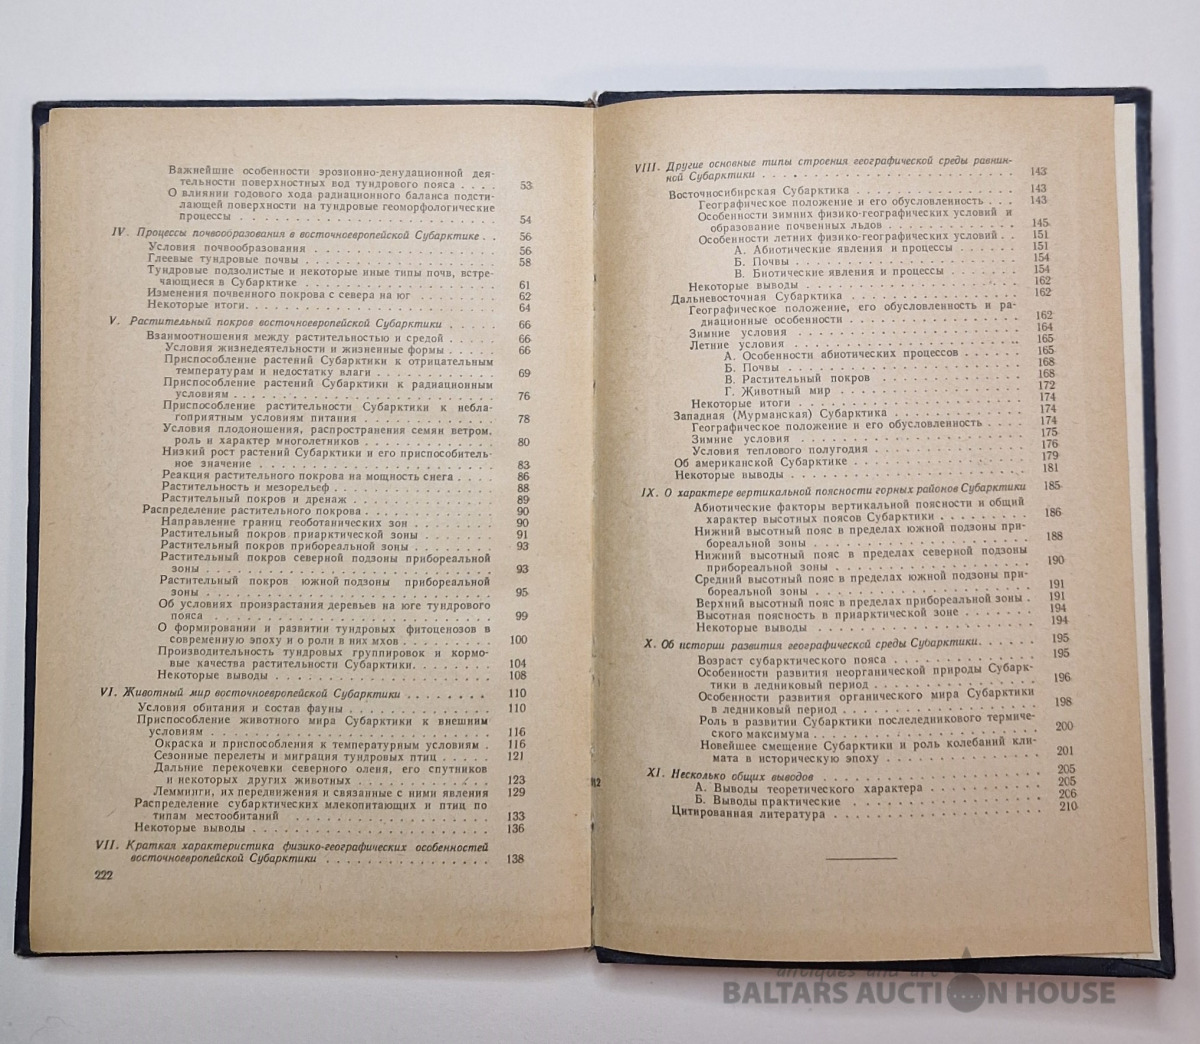 Важнейшие особенности эрозионно-денудационной дея-
тельности поверхностных вод тундрового пояса . . . . 53
О влиянии годового хода радиационного баланса подсти-
лающей поверхности на тундровые геоморфологические
процессы . . . . 54
IV. Процессы почвообразования в восточноевропейской Субарктике . . 56
Условия почвообразования . . . . 56
Глеевые тундровые почвы . . . . 58
Тундровые подзолистые и некоторые иные типы почв, встре-
чающиеся в Субарктике . . . . 61
Изменения почвенного покрова с севера на юг . . . . 62
Некоторые итоги. . . . 64
V. Растительный покров восточноевропейской Субарктики . . . . 66
Взаимоотношения между растительностью и средой . . . . 66
Условия жизнедеятельности и жизненные формы . . . . 66
Приспособление растений Субарктики к отрицательным
температурам и недостатку влаги . . . . 69
Приспособление растений Субарктики к радиационным
условиям . . . . 76
Приспособление растительности Субарктики к небла-
гоприятным условиям питания . . . . 78
Условия плодоношения, распространения семян ветром,
роль и характер многолетников . . . . 80
Низкий рост растений Субарктики и его приспособитель-
ное значение . . . . 83
Реакция растительного покрова на мощность снега . . . . 86
Растительность и мезорельеф . . . . 88
Растительный покров и дренаж . . . . 89
Распределение растительного покрова . . . . 90
Направление границ геоботанических зон . . . . 90
Растительный покров приарктической зоны . . . . 91
Растительный покров прибореальной зоны . . . . 93
Растительный покров северной подзоны прибореальной
зоны . . . . 93
Растительный покров южной подзоны прибореальной
зоны . . . . 95
Об условиях произрастания деревьев на юге тундрового
пояса . . . . 99
О формировании и развитии тундровых фитоценозов в
современную эпоху и о роли в них мхов . . . . 100
Производительность тундровых группировок и кормо-
вые качества растительности Субарктики. . . . 104
Некоторые выводы . . . . 108
VI. Животный мир восточноевропейской Субарктики . . . . 110
Условия обитания и состав фауны . . . . 110
Приспособление животного мира Субарктики к внешним
условиям . . . . 116
Окраска и приспособления к температурным условиям . 116
Сезонные перелеты и миграция тундровых птиц . . . . 121
Дальние перекочевки северного оленя, его спутников
и некоторых других животных . . . . 123
Лемминги, их передвижения и связанные с ними явления 129
Распределение субарктических млекопитающих и птиц по
типам местообитаний . . . . 133
Некоторые выводы . . . . 136
VII. Краткая характеристика физико-географических особенностей
восточноевропейской Субарктики . . . . 138
222
VIII. Другие основные типы строения географической среды равнин-
ной Субарктики . . . . 143
Восточносибирская Субарктика . . . . 143
Географическое положение и его обусловленность . . . 143
Особенности зимних физико-географических условий и
образование почвенных льдов . . . . 145
Особенности летних физико-географических условий . . 151
А. Абиотические явления и процессы . . . . 151
Б. Почвы . . . . 154
В. Биотические явления и процессы . . . . 154
Некоторые выводы . . . . 162
Дальневосточная Субарктика . . . . 162
Географическое положение, его обусловленность и ра-
диационные особенности . . . . 162
Зимние условия . . . . 164
Летние условия . . . . 165
А. Особенности абиотических процессов . . . . 165
Б. Почвы . . . . 168
В. Растительный покров . . . . 168
Г. Животный мир . . . . 172
Некоторые итоги . . . . 174
Западная (Мурманская) Субарктика . . . . 174
Географическое положение и его обусловленность . . . . 174
Зимние условия . . . . 175
Условия теплового полугодия . . . . 176
Об американской Субарктике . . . . 179
Некоторые выводы . . . . 181
IX. О характере вертикальной поясности горных районов Субарктики 185
Абиотические факторы вертикальной поясности и общий
характер высотных поясов Субарктики . . . . 186
Нижний высотный пояс в пределах южной подзоны при-
бореальной зоны . . . . 188
Нижний высотный пояс в пределах северной подзоны
прибореальной зоны . . . . 190
Средний высотный пояс в пределах южной подзоны при-
бореальной зоны . . . . 191
Верхний высотный пояс в пределах прибореальной зоны . 191
Высотная поясность в приарктической зоне . . . . 194
Некоторые выводы . . . . 194
X. Об истории развития географической среды Субарктики. . . . 195
Возраст субарктического пояса . . . . 195
Особенности развития неорганической природы Субарк-
тики в ледниковый период . . . . 196
Особенности развития органического мира Субарктики
в ледниковый период . . . . 198
Роль в развитии Субарктики послеледникового термиче-
ского максимума . . . . 200
Новейшее смещение Субарктики и роль колебаний кли-
мата в историческую эпоху . . . . 201
XI. Несколько общих выводов . . . . 205
А. Выводы теоретического характера . . . . 205
Б. Выводы практические . . . . 206
Цитированная литература . . . . 210
antiques and art
BALTARS AUCTION HOUSE